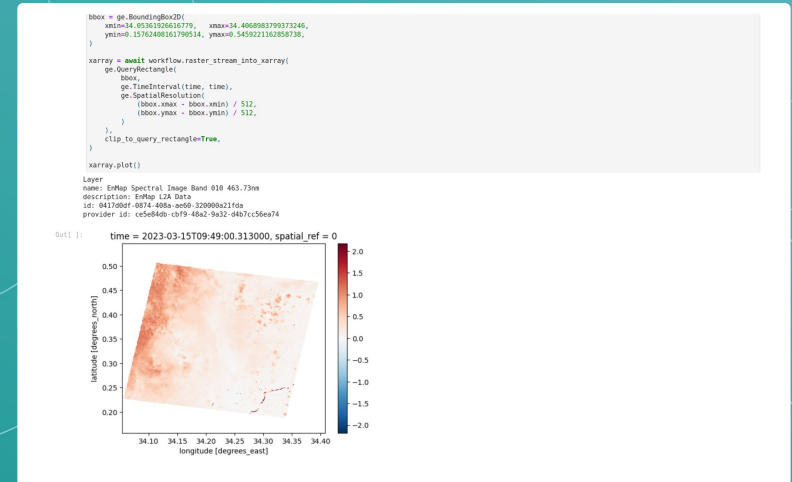 bbox = ge.BoundingBox2D(
    xmin=34.05361926616779,   xmax=34.4068983799373246,
    ymin=0.15762408161790514, ymax=0.5459221162858738,
)
xarray = await workflow.raster_stream_into_xarray(
    ge.QueryRectangle(
        bbox,
        ge.TimeInterval(time, time),
        ge.SpatialResolution(
            (bbox.xmax - bbox.xmin) / 512,
            (bbox.ymax - bbox.ymin) / 512,
        )
    ),
    clip_to_query_rectangle=True,
)
xarray.plot()
Layer
name: EnMap Spectral Image Band 010 463.73nm
description: EnMap L2A Data
id: 0417d0df-0874-408a-ae60-320000a21fda
provider id: ce5e84db-cbf9-48a2-9a32-d4b7cc56ea74
Out[ ]:
time = 2023-03-15T09:49:00.313000, spatial_ref = 0
latitude [degrees_north]
0.50
0.45
0.40
0.35
0.30
0.25
0.20
34.10 34.15 34.20 34.25 34.30 34.35 34.40
longitude [degrees_east]
2.0
1.5
1.0
0.5
0.0
−0.5
−1.0
−1.5
−2.0